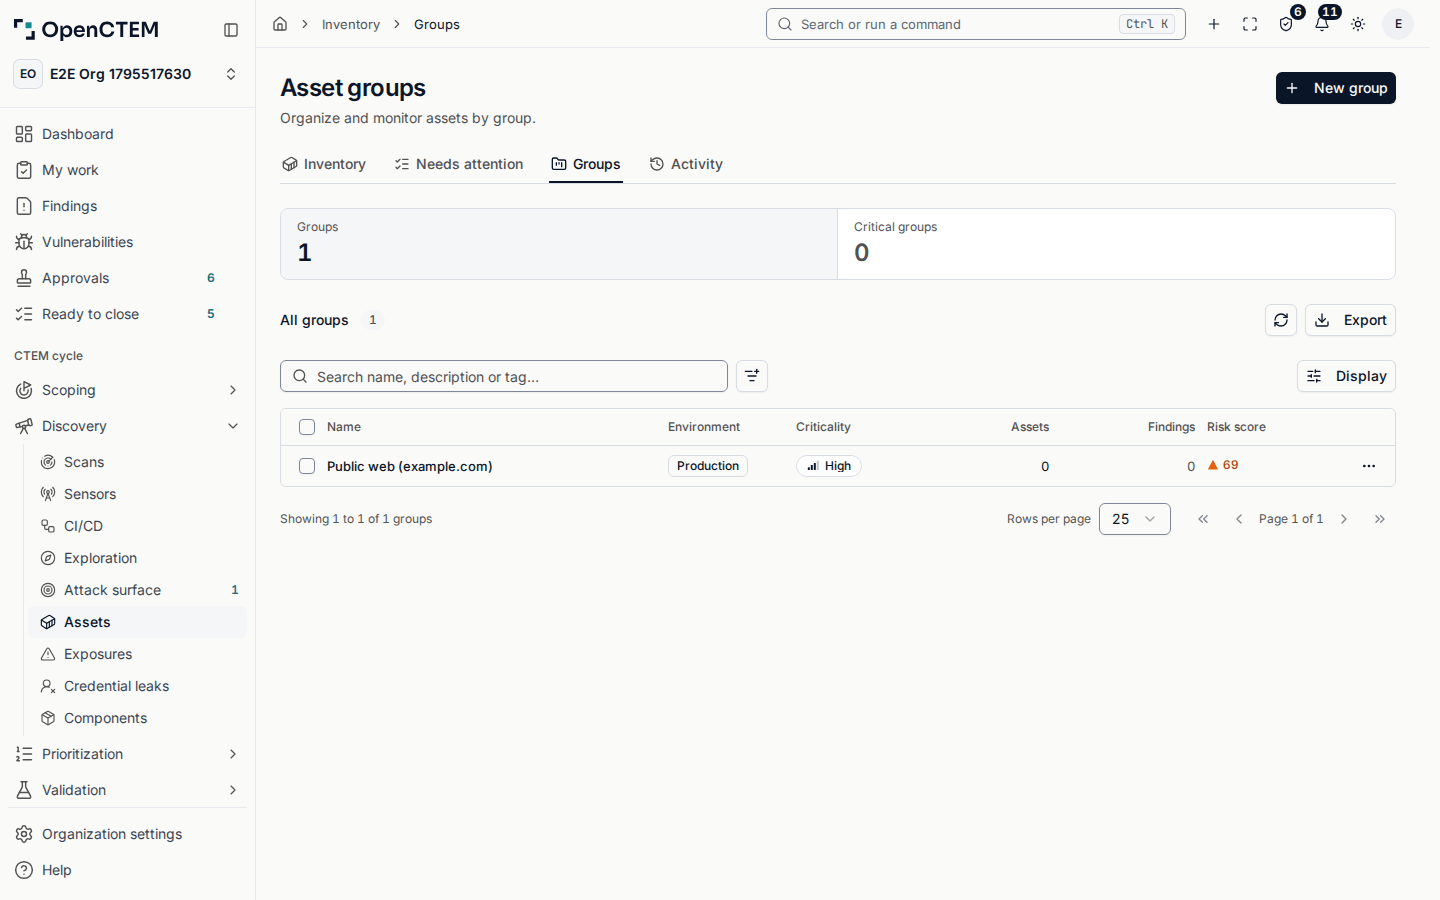 OpenCTEM
EO
E2E Org 1795517630
Dashboard
My work
Findings
Vulnerabilities
Approvals
6
Ready to close
5
CTEM cycle
Scoping
Discovery
Scans
Sensors
CI/CD
Exploration
Attack surface
1
Assets
Exposures
Credential leaks
Components
Prioritization
Validation
Organization settings
Help
Inventory
Groups
Search or run a command
Ctrl K
6
11
E
Asset groups
Organize and monitor assets by group.
New group
Inventory
Needs attention
Groups
Activity
Groups
1
Critical groups
0
All groups
1
Export
Search name, description or tag...
Display
Name
Environment
Criticality
Assets
Findings
Risk score
Public web (example.com)
Production
High
0
0
69
Showing 1 to 1 of 1 groups
Rows per page
25
Page 1 of 1